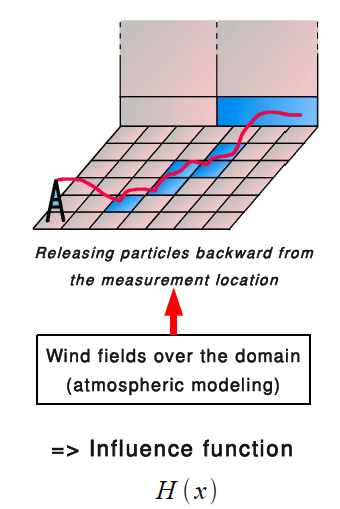 Releasing particles backward from
the measurement location
Wind fields over the domain
(atmospheric modeling)
=> Influence function
H(x)